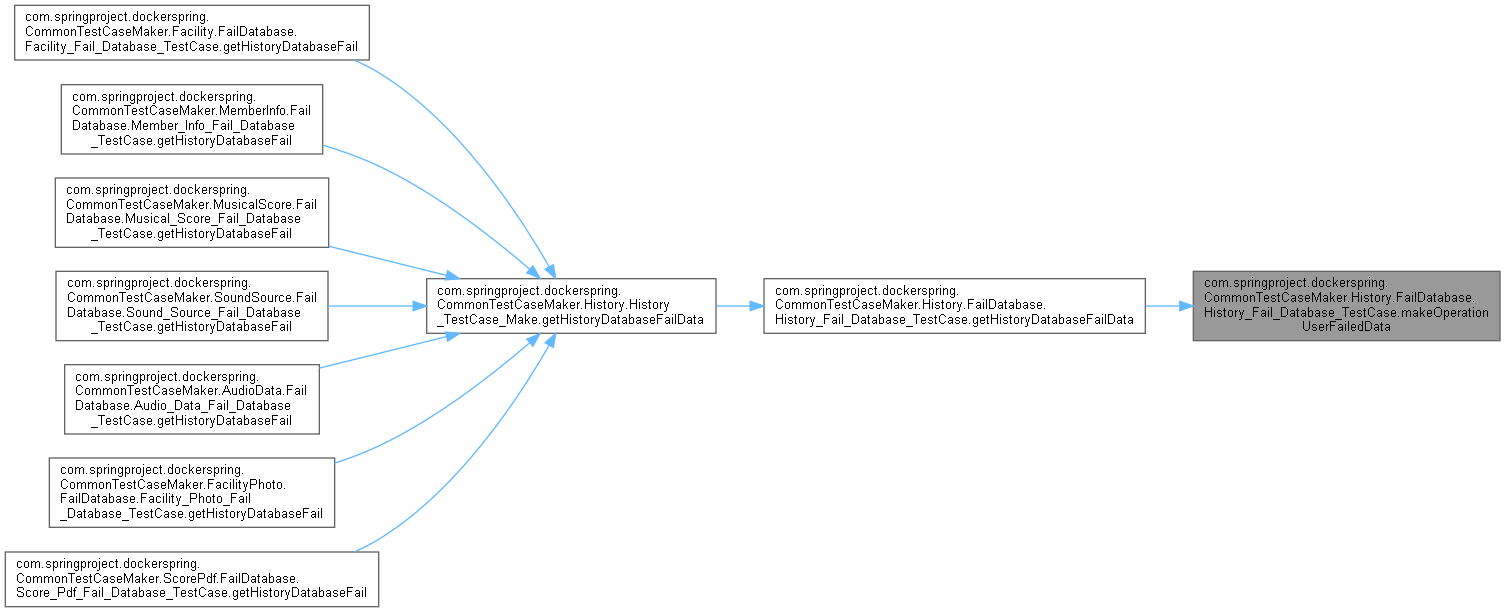 com.springproject.dockerspring.
CommonTestCaseMaker.Facility.FailDatabase.
Facility_Fail_Database_TestCase.getHistoryDatabaseFail
com.springproject.dockerspring.
CommonTestCaseMaker.MemberInfo.Fail
Database.Member_Info_Fail_Database
_TestCase.getHistoryDatabaseFail
com.springproject.dockerspring.
CommonTestCaseMaker.MusicalScore.Fail
Database.Musical_Score_Fail_Database
_TestCase.getHistoryDatabaseFail
com.springproject.dockerspring.
CommonTestCaseMaker.SoundSource.Fail
Database.Sound_Source_Fail_Database
_TestCase.getHistoryDatabaseFail
com.springproject.dockerspring.
CommonTestCaseMaker.AudioData.Fail
Database.Audio_Data_Fail_Database
_TestCase.getHistoryDatabaseFail
com.springproject.dockerspring.
CommonTestCaseMaker.FacilityPhoto.
FailDatabase.Facility_Photo_Fail
_Database_TestCase.getHistoryDatabaseFail
com.springproject.dockerspring.
CommonTestCaseMaker.ScorePdf.FailDatabase.
Score_Pdf_Fail_Database_TestCase.getHistoryDatabaseFail
com.springproject.dockerspring.
CommonTestCaseMaker.History.History
_TestCase_Make.getHistoryDatabaseFailData
com.springproject.dockerspring.
CommonTestCaseMaker.History.FailDatabase.
History_Fail_Database_TestCase.getHistoryDatabaseFailData
com.springproject.dockerspring.
CommonTestCaseMaker.History.FailDatabase.
History_Fail_Database_TestCase.makeOperation
UserFailedData